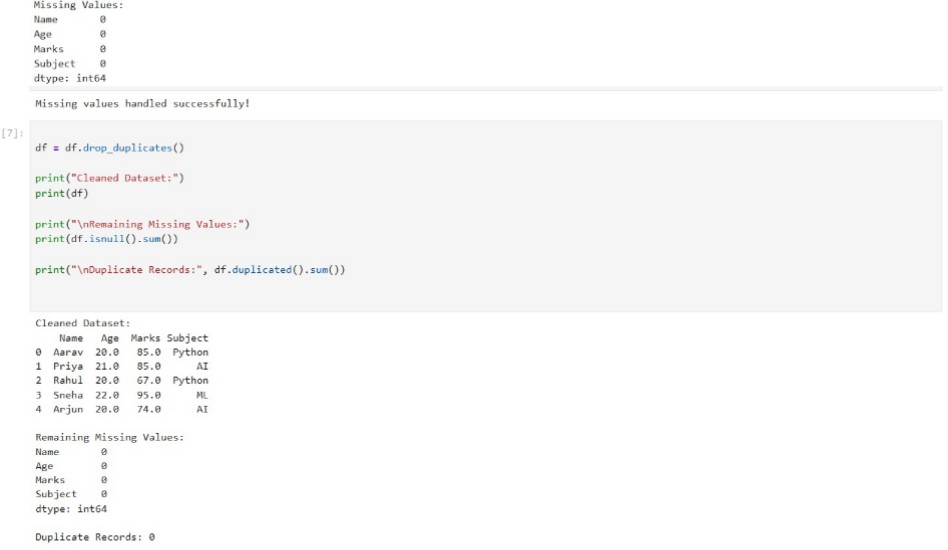 Missing Values:
Name 0
Age 0
Marks 0
Subject 0
dtype: int64
Missing values handled successfully!
[7]:
df = df.drop_duplicates()
print("Cleaned Dataset:")
print(df)
print("\nRemaining Missing Values:")
print(df.isnull().sum())
print("\nDuplicate Records:", df.duplicated().sum())
Cleaned Dataset:
Name Age Marks Subject
0 Aarav 20.0 85.0 Python
1 Priya 21.0 85.0 AI
2 Rahul 20.0 67.0 Python
3 Sneha 22.0 95.0 ML
4 Arjun 20.0 74.0 AI
Remaining Missing Values:
Name 0
Age 0
Marks 0
Subject 0
dtype: int64
Duplicate Records: 0